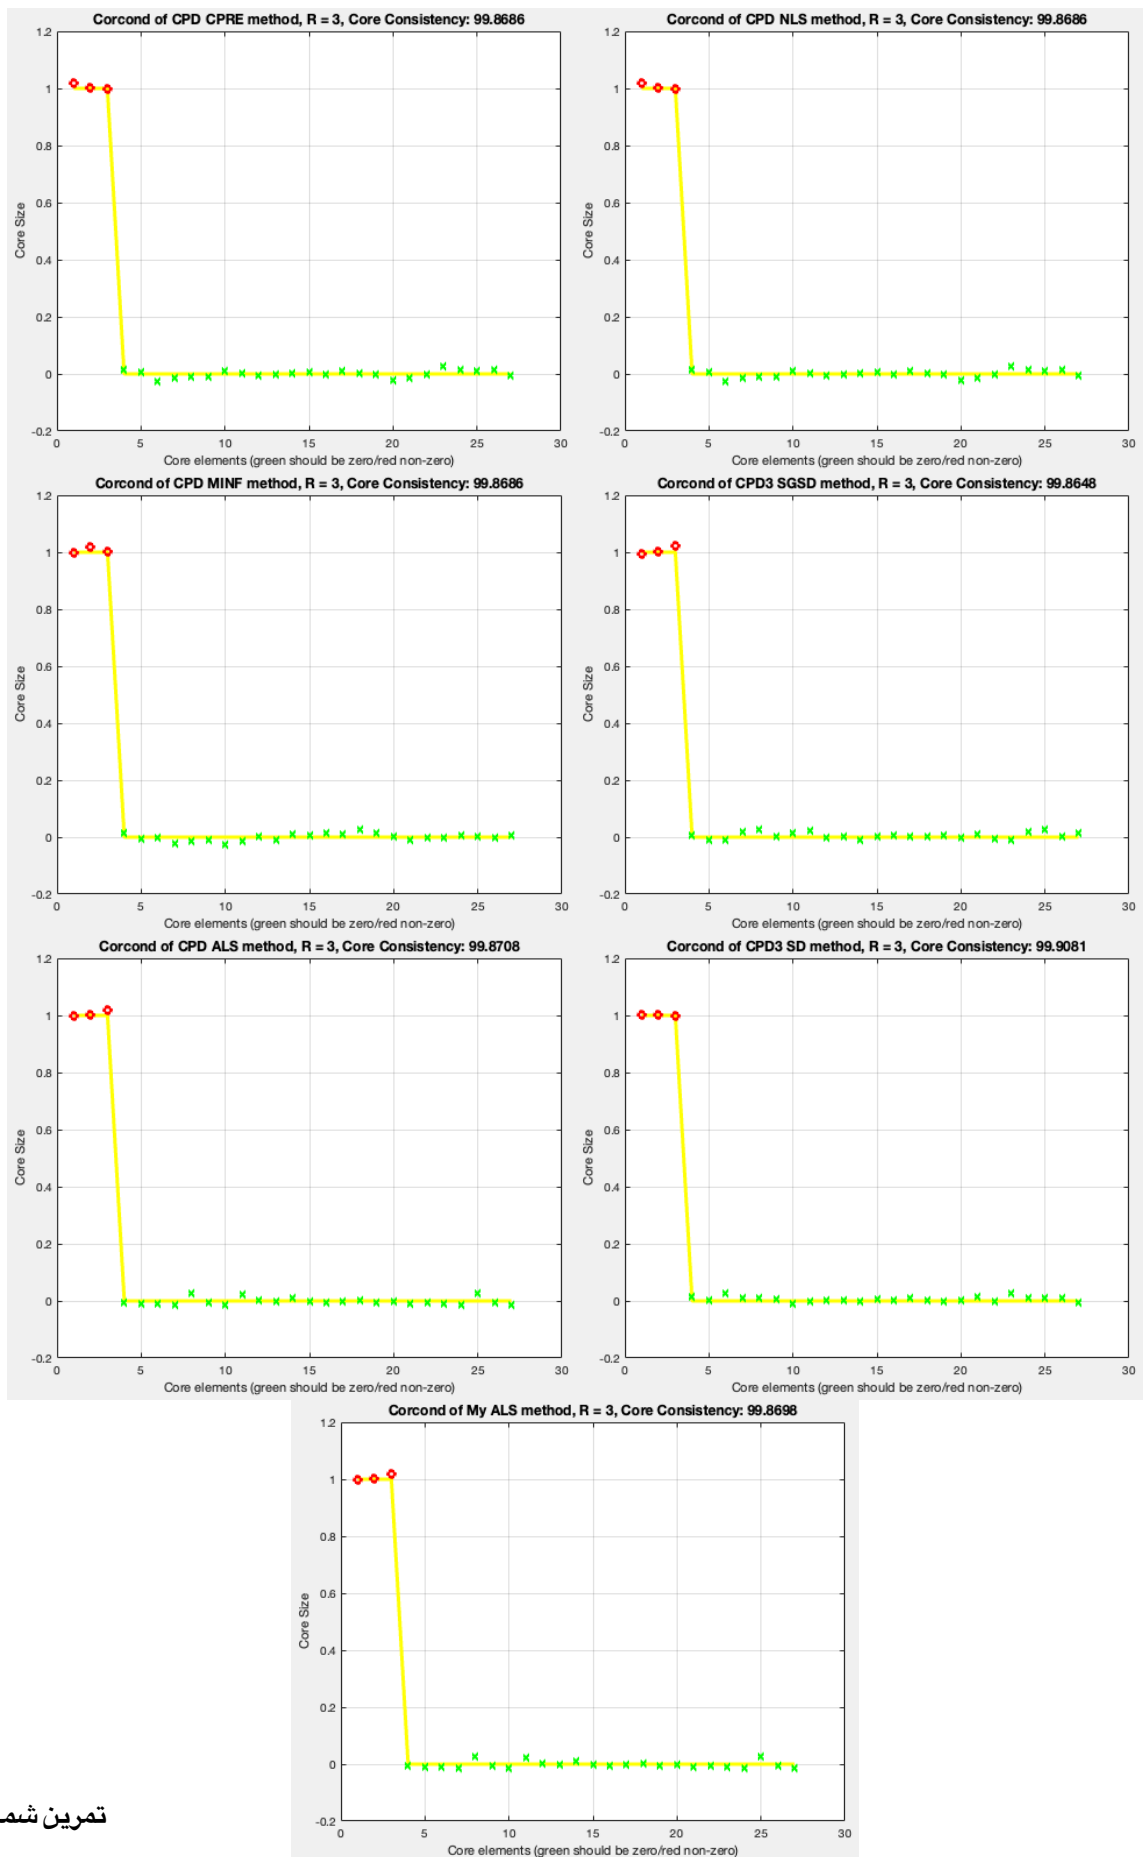 Corcond of CPD CPRE method, R = 3, Core Consistency: 99.8686
1.2
1
0.8
0.6
0.4
0.2
0
-0.2
Core Size
0 5 10 15 20 25 30
Core elements (green should be zero/red non-zero)
Corcond of CPD NLS method, R = 3, Core Consistency: 99.8686
1.2
1
0.8
0.6
0.4
0.2
0
-0.2
Core Size
0 5 10 15 20 25 30
Core elements (green should be zero/red non-zero)
Corcond of CPD MINF method, R = 3, Core Consistency: 99.8686
1.2
1
0.8
0.6
0.4
0.2
0
-0.2
Core Size
0 5 10 15 20 25 30
Core elements (green should be zero/red non-zero)
Corcond of CPD3 SGSD method, R = 3, Core Consistency: 99.8648
1.2
1
0.8
0.6
0.4
0.2
0
-0.2
Core Size
0 5 10 15 20 25 30
Core elements (green should be zero/red non-zero)
Corcond of CPD ALS method, R = 3, Core Consistency: 99.8708
1.2
1
0.8
0.6
0.4
0.2
0
-0.2
Core Size
0 5 10 15 20 25 30
Core elements (green should be zero/red non-zero)
Corcond of CPD3 SD method, R = 3, Core Consistency: 99.9081
1.2
1
0.8
0.6
0.4
0.2
0
-0.2
Core Size
0 5 10 15 20 25 30
Core elements (green should be zero/red non-zero)
Corcond of My ALS method, R = 3, Core Consistency: 99.8698
1.2
1
0.8
0.6
0.4
0.2
0
-0.2
Core Size
0 5 10 15 20 25 30
Core elements (green should be zero/red non-zero)
تمرین